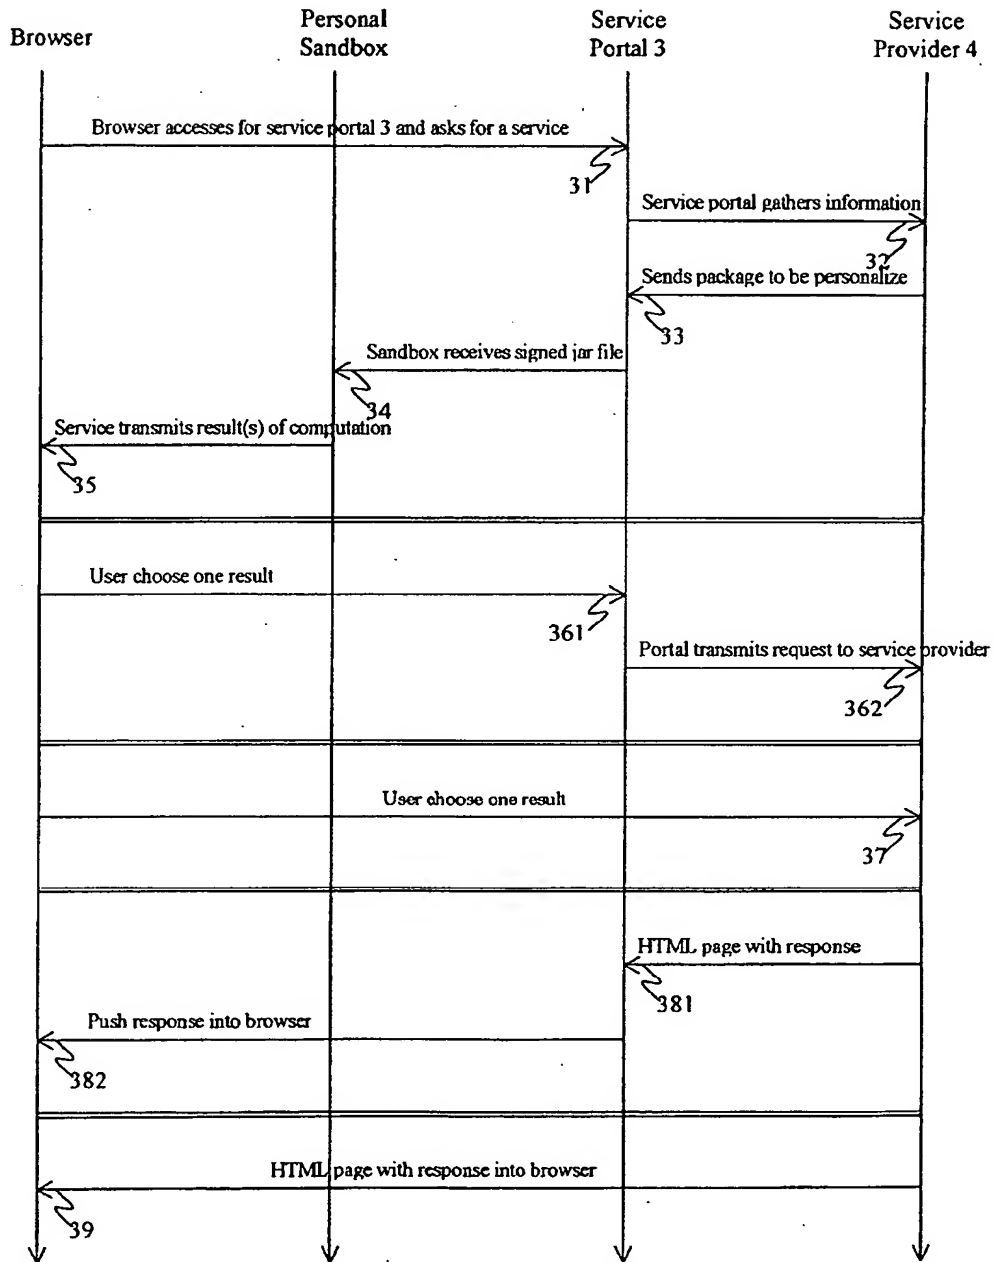 Browser
Personal
Sandbox
Service
Portal 3
Service
Provider 4
Browser accesses for service portal 3 and asks for a service
31
Service portal gathers information
32
Sends package to be personalize
33
Sandbox receives signed jar file
34
Service transmits result(s) of computation
35
User choose one result
361
Portal transmits request to service provider
362
User choose one result
37
HTML page with response
381
Push response into browser
382
HTML page with response into browser
39